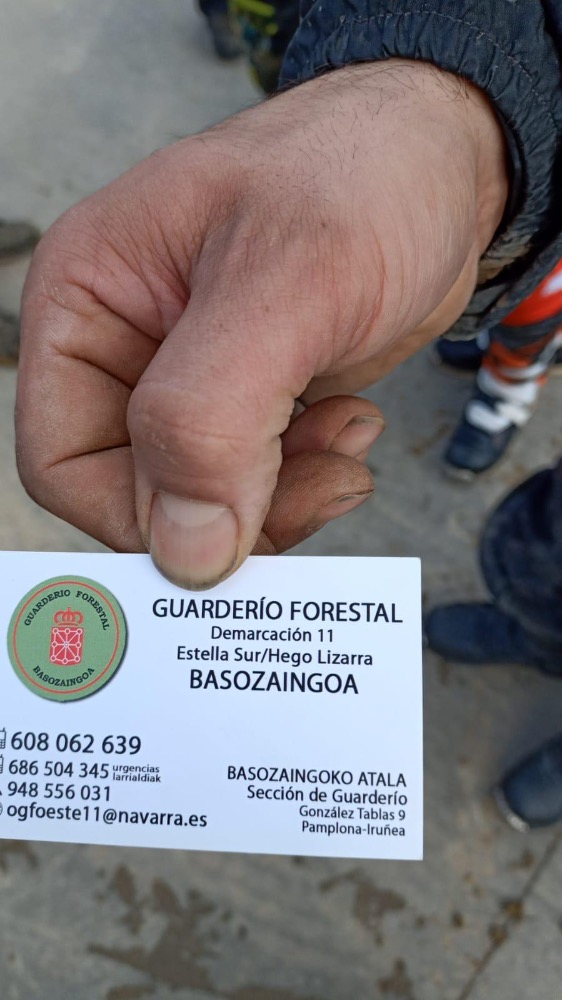 GUARDERÍO FORESTAL
BASOZAINGOA
GUARDERÍO FORESTAL
Demarcación 11
Estella Sur/Hego Lizarra
BASOZAINGOA
608 062 639
686 504 345 urgencias
larrialdiak
948 556 031
ogfoeste11@navarra.es
BASOZAINGOKO ATALA
Sección de Guarderío
González Tablas 9
Pamplona-Iruñea